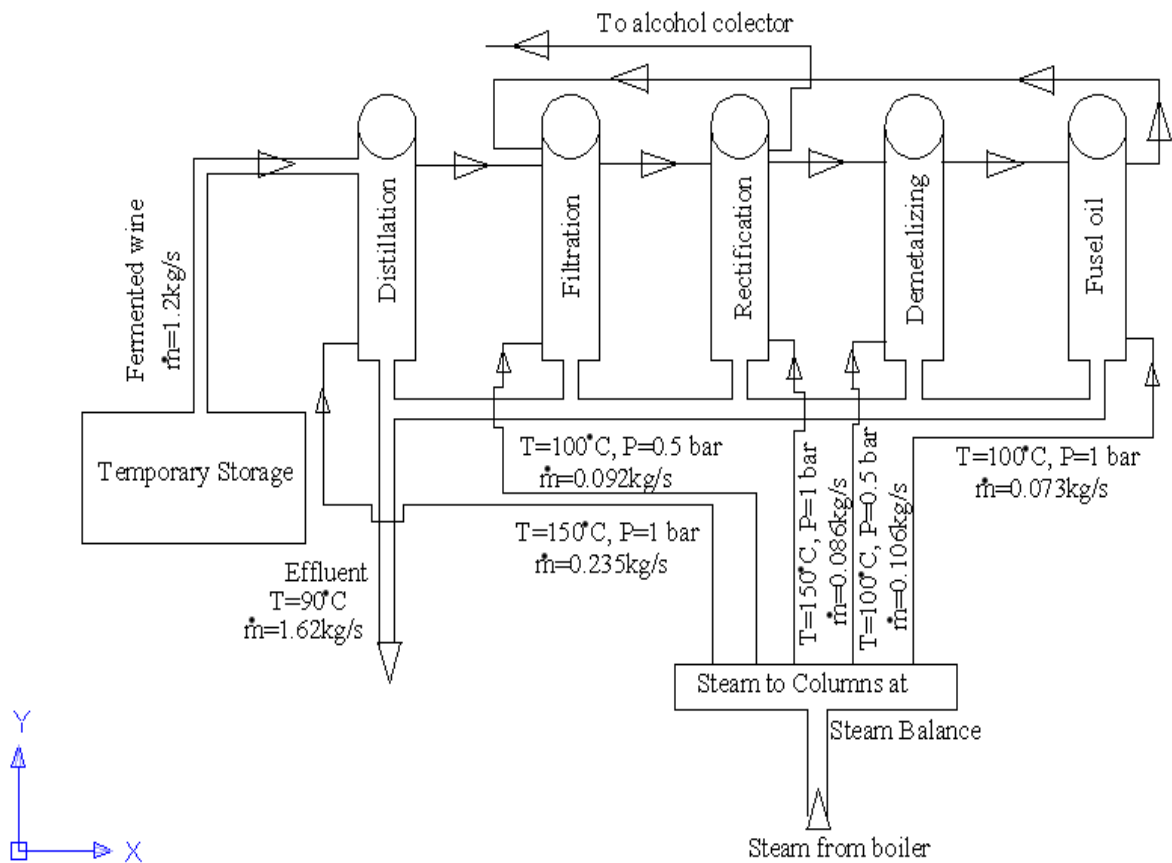 To alcohol colector
Distillation
Filtration
Rectification
Demetalizing
Fusel oil
Fermented wine
ṁ=1.2kg/s
Temporary Storage
T=100°C, P=0.5 bar
ṁ=0.092kg/s
T=150°C, P=1 bar
ṁ=0.235kg/s
T=150°C, P=1 bar
ṁ=0.086kg/s
T=100°C, P=0.5 bar
ṁ=0.106kg/s
T=100°C, P=1 bar
ṁ=0.073kg/s
Effluent
T=90°C
ṁ=1.62kg/s
Steam to Columns at
Steam Balance
Steam from boiler
Y
X